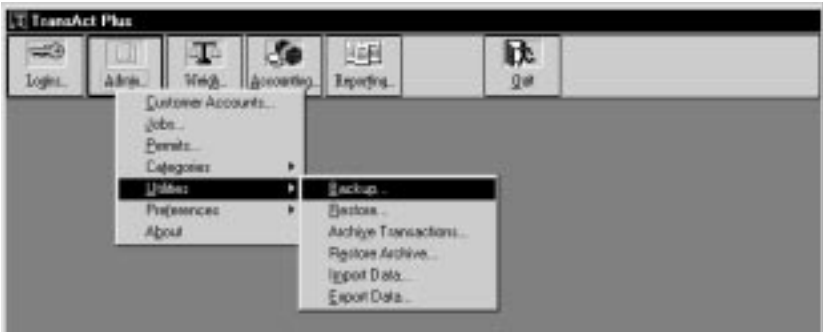 TransAct Plus
Logins...
Admin...
Weigh...
Accounting...
Reporting...
Quit
Customer Accounts...
Jobs...
Permits...
Categories
Utilities
Preferences
About
Backup...
Restore...
Archive Transactions...
Restore Archive...
Import Data...
Export Data...